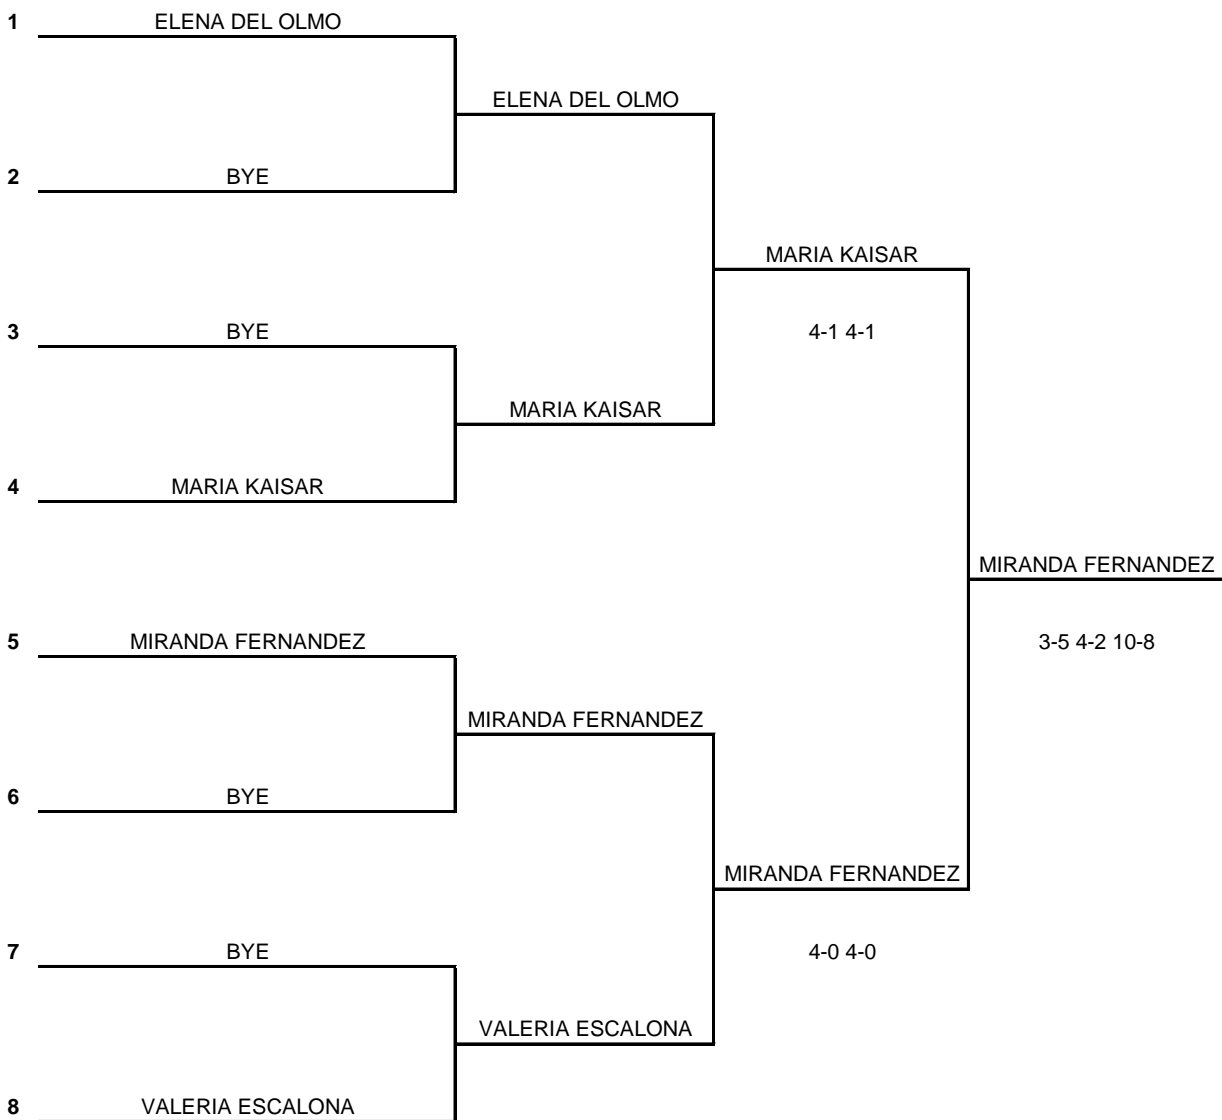 1 ELENA DEL OLMO
ELENA DEL OLMO
2 BYE
MARIA KAISAR
3 BYE
4-1 4-1
MARIA KAISAR
4 MARIA KAISAR
MIRANDA FERNANDEZ
5 MIRANDA FERNANDEZ
3-5 4-2 10-8
MIRANDA FERNANDEZ
6 BYE
MIRANDA FERNANDEZ
7 BYE
4-0 4-0
VALERIA ESCALONA
8 VALERIA ESCALONA